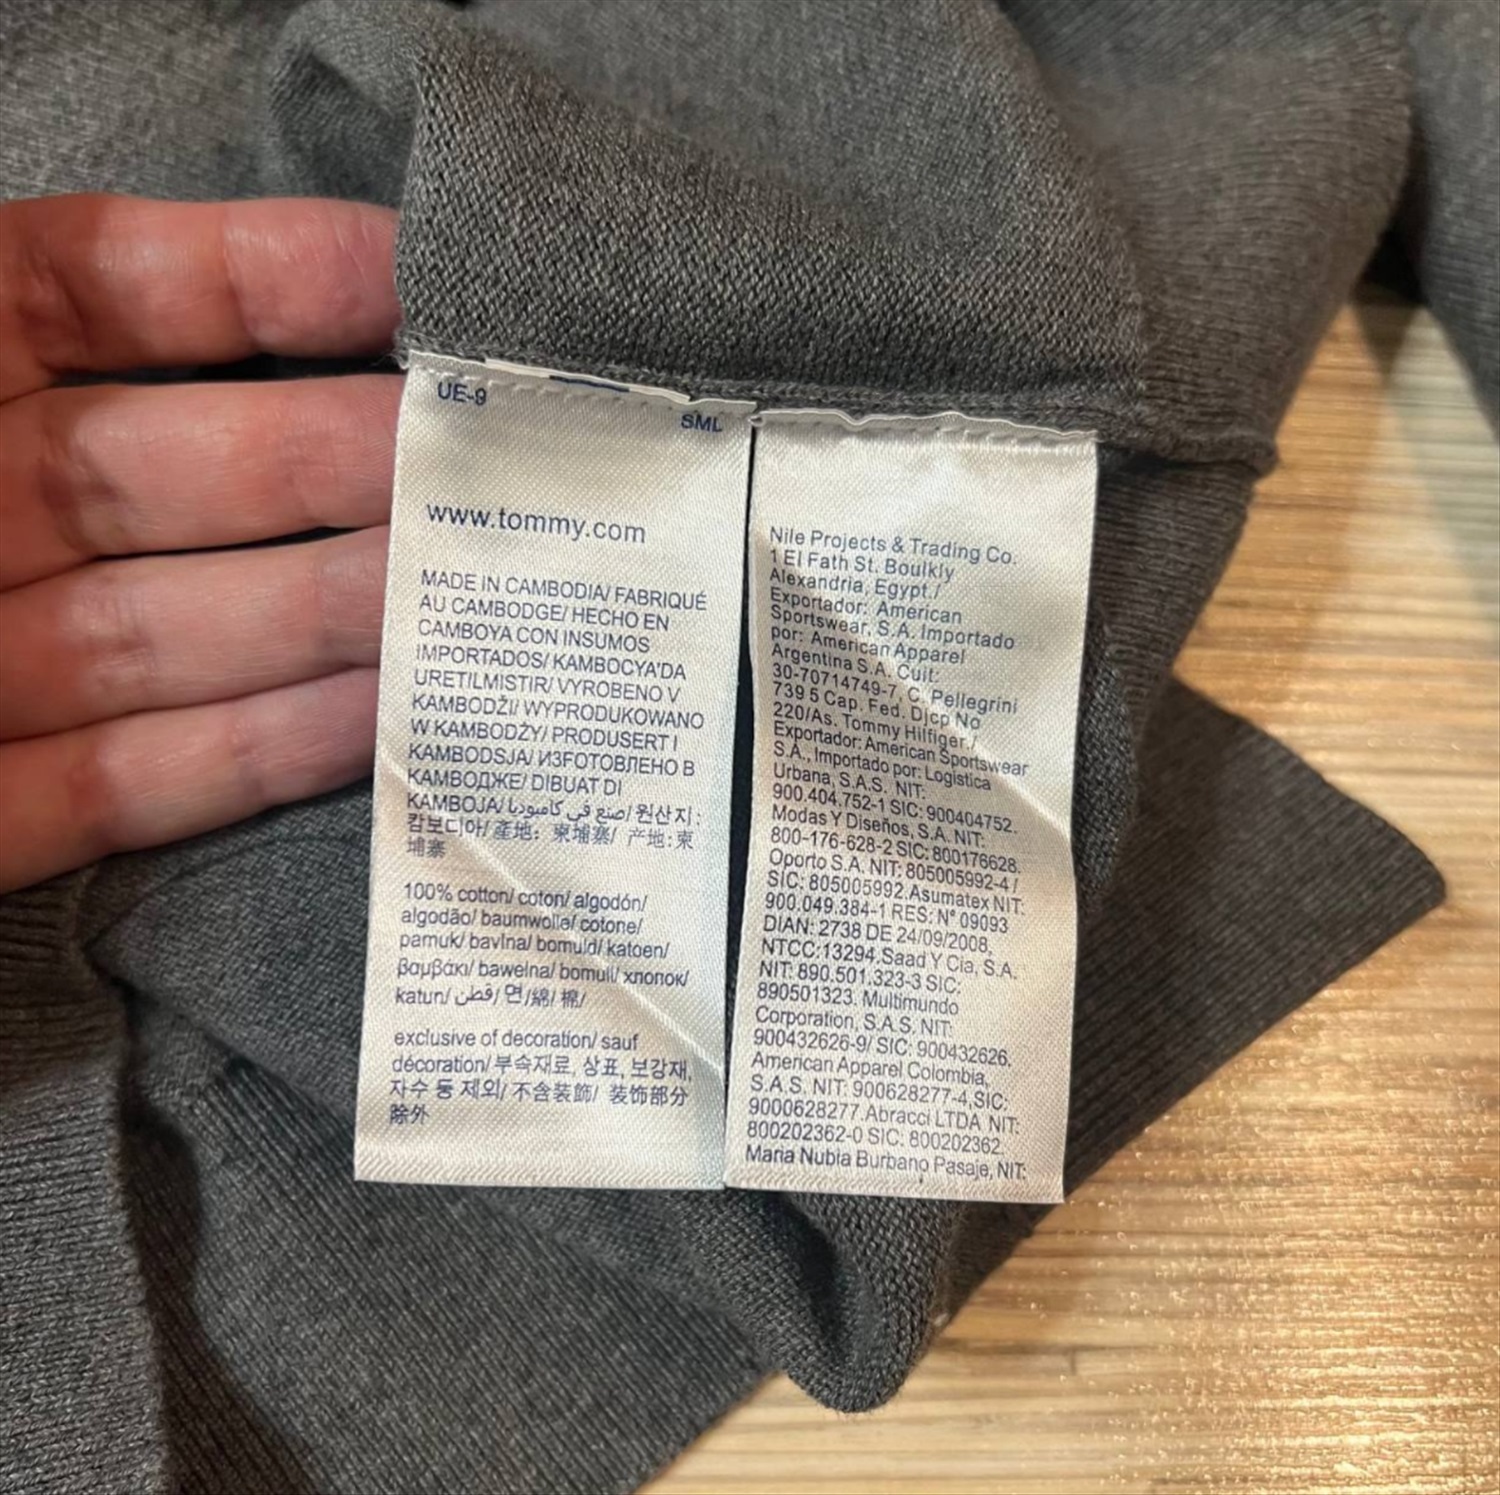 UE-9
SML
www.tommy.com
MADE IN CAMBODIA/ FABRIQUÉ
AU CAMBODGE/ HECHO EN
CAMBOYA CON INSUMOS
IMPORTADOS/ KAMBOCYA'DA
URETILMISTIR/ VYROBENO V
KAMBODŽI/ WYPRODUKOWANO
W KAMBODŻY/ PRODUSERT I
KAMBODSJA/ ИЗГОТОВЛЕНО В
КАМБОДЖЕ/ DIBUAT DI
KAMBOJA/ صنع في كامبوديا/ 원산지:
캄보디아/ 產地: 柬埔寨/ 产地:柬
埔寨
100% cotton/ coton/ algodón/
algodão/ baumwolle/ cotone/
pamuk/ bavlna/ bomuld/ katoen/
βαμβάκι/ bawełna/ bomull/ хлопок/
katun/ قطن/ 면/綿/ 棉/
exclusive of decoration/ sauf
décoration/ 부속재료, 상표, 보강재,
자수 등 제외/ 不含装飾/ 装饰部分
除外
Nile Projects & Trading Co.
1 El Fath St. Boulkly
Alexandria, Egypt./
Exportador: American
Sportswear, S.A. Importado
por: American Apparel
Argentina S.A. Cuit:
30-70714749-7, C. Pellegrini
739 5 Cap. Fed. Djcp No
220/As. Tommy Hilfiger./
Exportador: American Sportswear
S.A., Importado por: Logistica
Urbana, S.A.S. NIT:
900.404.752-1 SIC: 900404752.
Modas Y Diseños, S.A. NIT:
800-176-628-2 SIC: 800176628.
Oporto S.A. NIT: 805005992-4 /
SIC: 805005992.Asumatex NIT:
900.049.384-1 RES: N° 09093
DIAN: 2738 DE 24/09/2008,
NTCC:13294.Saad Y Cia, S.A.
NIT: 890.501.323-3 SIC:
890501323. Multimundo
Corporation, S.A.S. NIT:
900432626-9/ SIC: 900432626.
American Apparel Colombia,
S.A.S. NIT: 900628277-4,SIC:
9000628277.Abracci LTDA NIT:
800202362-0 SIC: 800202362.
Maria Nubia Burbano Pasaje, NIT: